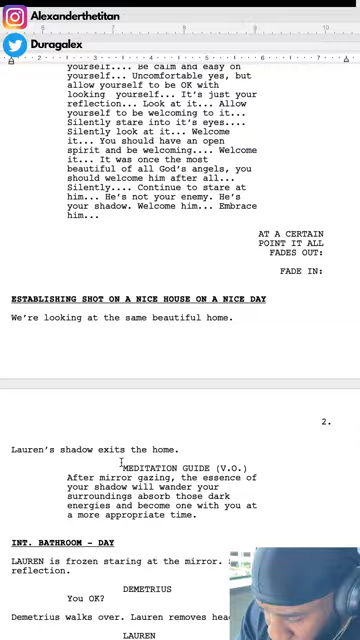 Alexanderthetitan
Duragalex
yourself.... Be calm and easy on
yourself... Uncomfortable yes, but
allow yourself to be OK with
looking yourself... It's just your
reflection... Look at it... Allow
yourself to be welcoming to it...
Silently stare into it's eyes....
Silently look at it... Welcome
it... You should have an open
spirit and be welcoming.... Welcome
it... It was once the most
beautiful of all God's angels, you
should welcome him after all...
Silently.... Continue to stare at
him... He's not your enemy. He's
your shadow. Welcome him... Embrace
him...
AT A CERTAIN
POINT IT ALL
FADES OUT:
FADE IN:
ESTABLISHING SHOT ON A NICE HOUSE ON A NICE DAY
We're looking at the same beautiful home.
2.
Lauren's shadow exits the home.
MEDITATION GUIDE (V.O.)
After mirror gazing, the essence of
your shadow will wander your
surroundings absorb those dark
energies and become one with you at
a more appropriate time.
INT. BATHROOM - DAY
LAUREN is frozen staring at the mirror.
reflection.
DEMETRIUS
You OK?
Demetrius walks over. Lauren removes
LAUREN